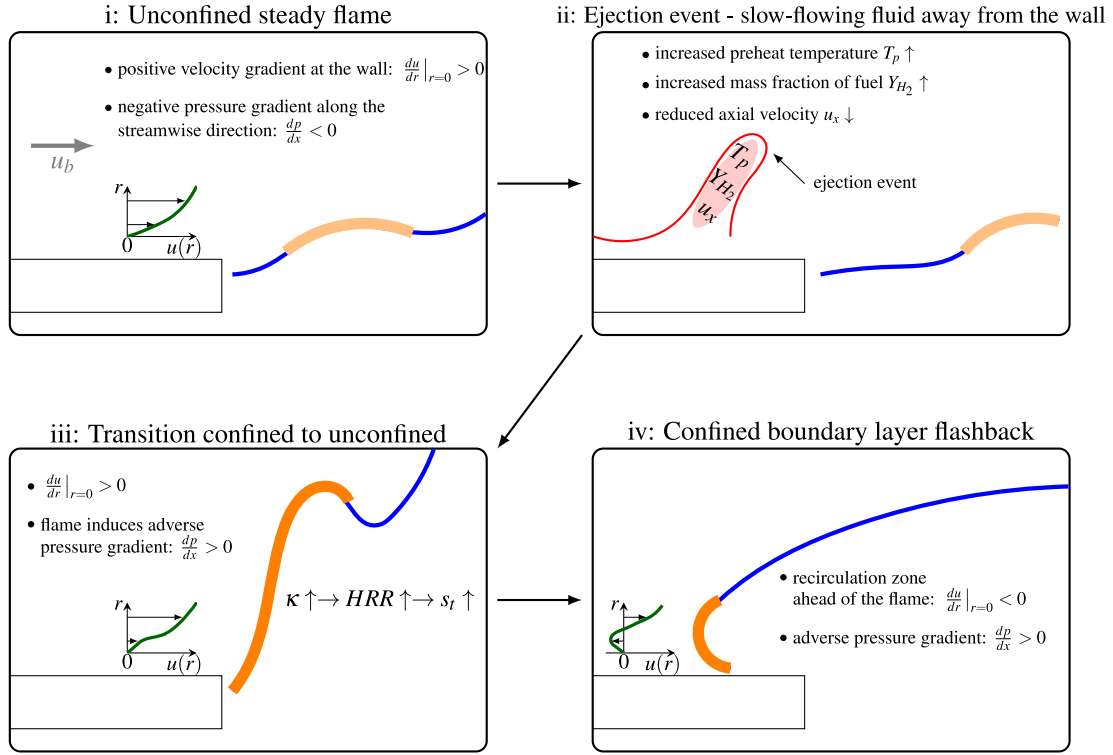 i: Unconfined steady flame
• positive velocity gradient at the wall: du/dr|r=0 > 0
• negative pressure gradient along the
streamwise direction: dp/dx < 0
u_b
r
0
u(r)
ii: Ejection event - slow-flowing fluid away from the wall
• increased preheat temperature T_p ↑
• increased mass fraction of fuel Y_{H_2} ↑
• reduced axial velocity u_x ↓
T_p
Y_{H_2}
u_x
ejection event
iii: Transition confined to unconfined
• du/dr|r=0 > 0
• flame induces adverse
pressure gradient: dp/dx > 0
κ ↑→ HRR ↑→ s_t ↑
r
0
u(r)
iv: Confined boundary layer flashback
• recirculation zone
ahead of the flame: du/dr|r=0 < 0
• adverse pressure gradient: dp/dx > 0
r
0
u(r)